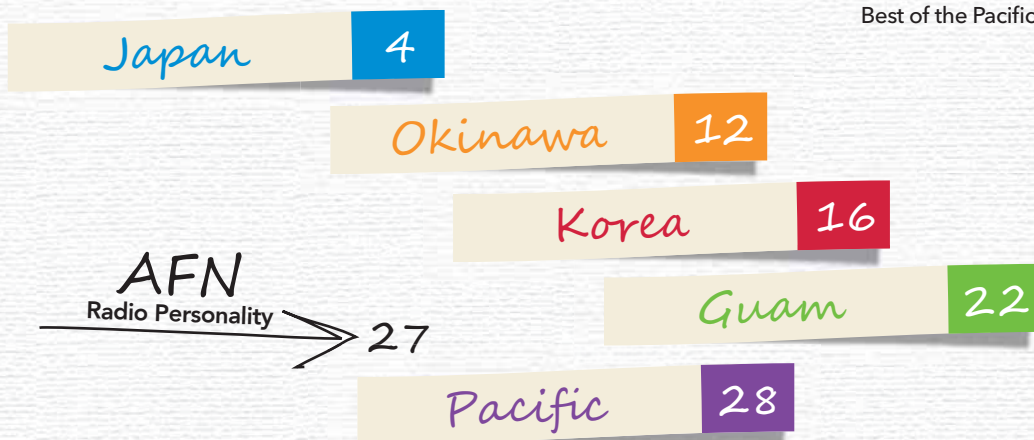 Best of the Pacific
Japan 4
Okinawa 12
Korea 16
Guam 22
AFN
Radio Personality
27
Pacific 28